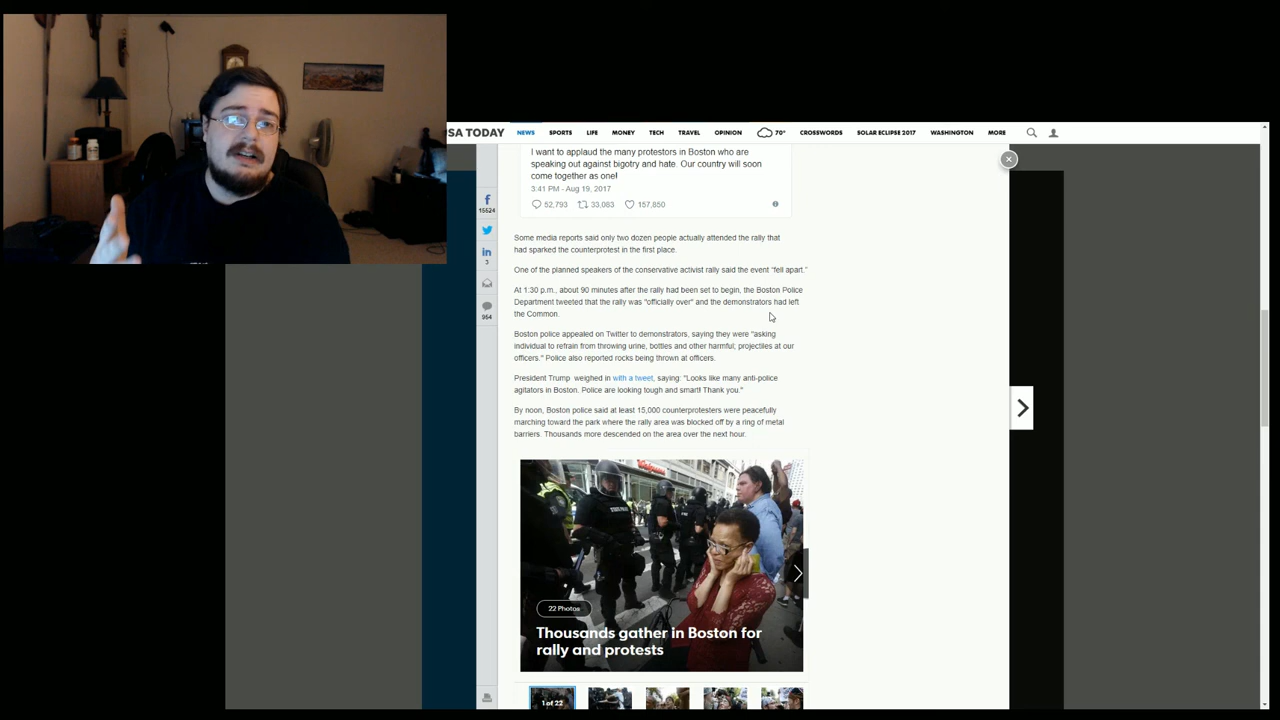 SA TODAY
NEWS
SPORTS
LIFE
MONEY
TECH
TRAVEL
OPINION
70°
CROSSWORDS
SOLAR ECLIPSE 2017
WASHINGTON
MORE
I want to applaud the many protestors in Boston who are
speaking out against bigotry and hate. Our country will soon
come together as one!
3:41 PM - Aug 19, 2017
52,793 33,083 157,850
15524
3
954
Some media reports said only two dozen people actually attended the rally that
had sparked the counterprotest in the first place.
One of the planned speakers of the conservative activist rally said the event "fell apart."
At 1:30 p.m., about 90 minutes after the rally had been set to begin, the Boston Police
Department tweeted that the rally was "officially over" and the demonstrators had left
the Common.
Boston police appealed on Twitter to demonstrators, saying they were "asking
individual to refrain from throwing urine, bottles and other harmful; projectiles at our
officers." Police also reported rocks being thrown at officers.
President Trump weighed in with a tweet, saying: "Looks like many anti-police
agitators in Boston. Police are looking tough and smart! Thank you."
By noon, Boston police said at least 15,000 counterprotesters were peacefully
marching toward the park where the rally area was blocked off by a ring of metal
barriers. Thousands more descended on the area over the next hour.
STATE POLICE
22 Photos
Thousands gather in Boston for
rally and protests
1 of 22